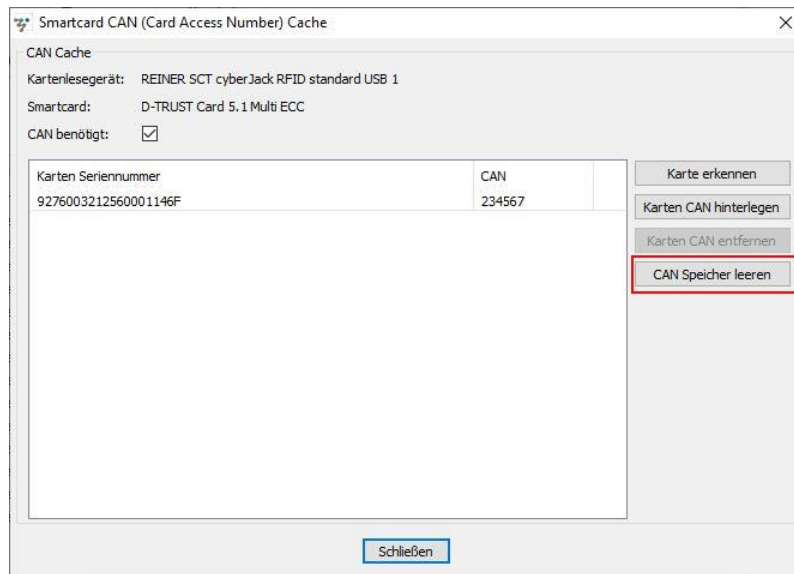 Smartcard CAN (Card Access Number) Cache
CAN Cache
Kartenlesegerät: REINER SCT cyberJack RFID standard USB 1
Smartcard: D-TRUST Card 5.1 Multi ECC
CAN benötigt:
Karten Seriennummer CAN
9276003212560001146F 234567
Karte erkennen
Karten CAN hinterlegen
Karten CAN entfernen
CAN Speicher leeren
Schließen